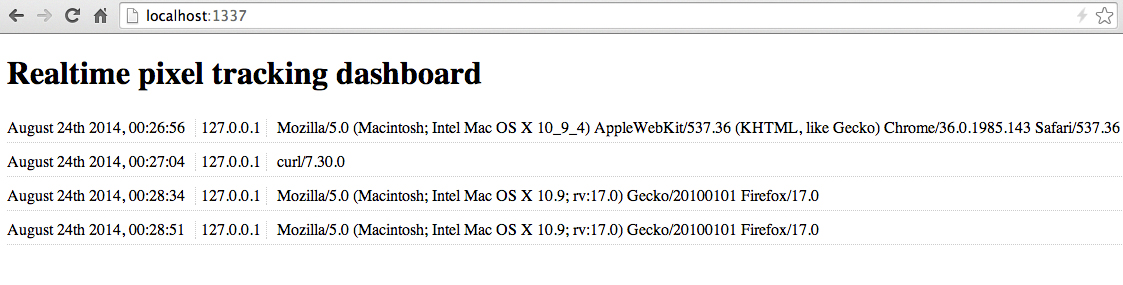 localhost:1337
Realtime pixel tracking dashboard
August 24th 2014, 00:26:56 127.0.0.1 Mozilla/5.0 (Macintosh; Intel Mac OS X 10_9_4) AppleWebKit/537.36 (KHTML, like Gecko) Chrome/36.0.1985.143 Safari/537.36
August 24th 2014, 00:27:04 127.0.0.1 curl/7.30.0
August 24th 2014, 00:28:34 127.0.0.1 Mozilla/5.0 (Macintosh; Intel Mac OS X 10.9; rv:17.0) Gecko/20100101 Firefox/17.0
August 24th 2014, 00:28:51 127.0.0.1 Mozilla/5.0 (Macintosh; Intel Mac OS X 10.9; rv:17.0) Gecko/20100101 Firefox/17.0